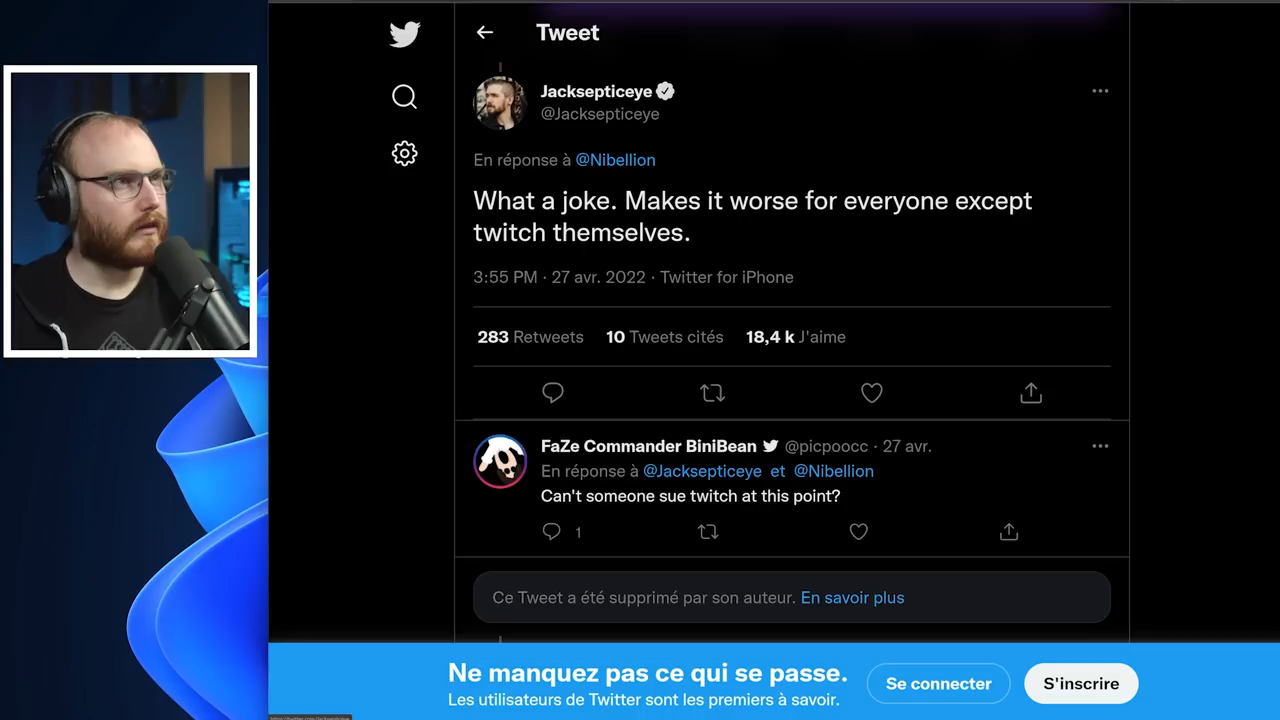 Tweet
Jacksepticeye
@Jacksepticeye
En réponse à @Nibellion
What a joke. Makes it worse for everyone except
twitch themselves.
3:55 PM · 27 avr. 2022 · Twitter for iPhone
283 Retweets 10 Tweets cités 18,4 k J'aime
FaZe Commander BiniBean @picpoocc · 27 avr.
En réponse à @Jacksepticeye et @Nibellion
Can't someone sue twitch at this point?
1
Ce Tweet a été supprimé par son auteur. En savoir plus
Ne manquez pas ce qui se passe.
Les utilisateurs de Twitter sont les premiers à savoir.
Se connecter
S'inscrire